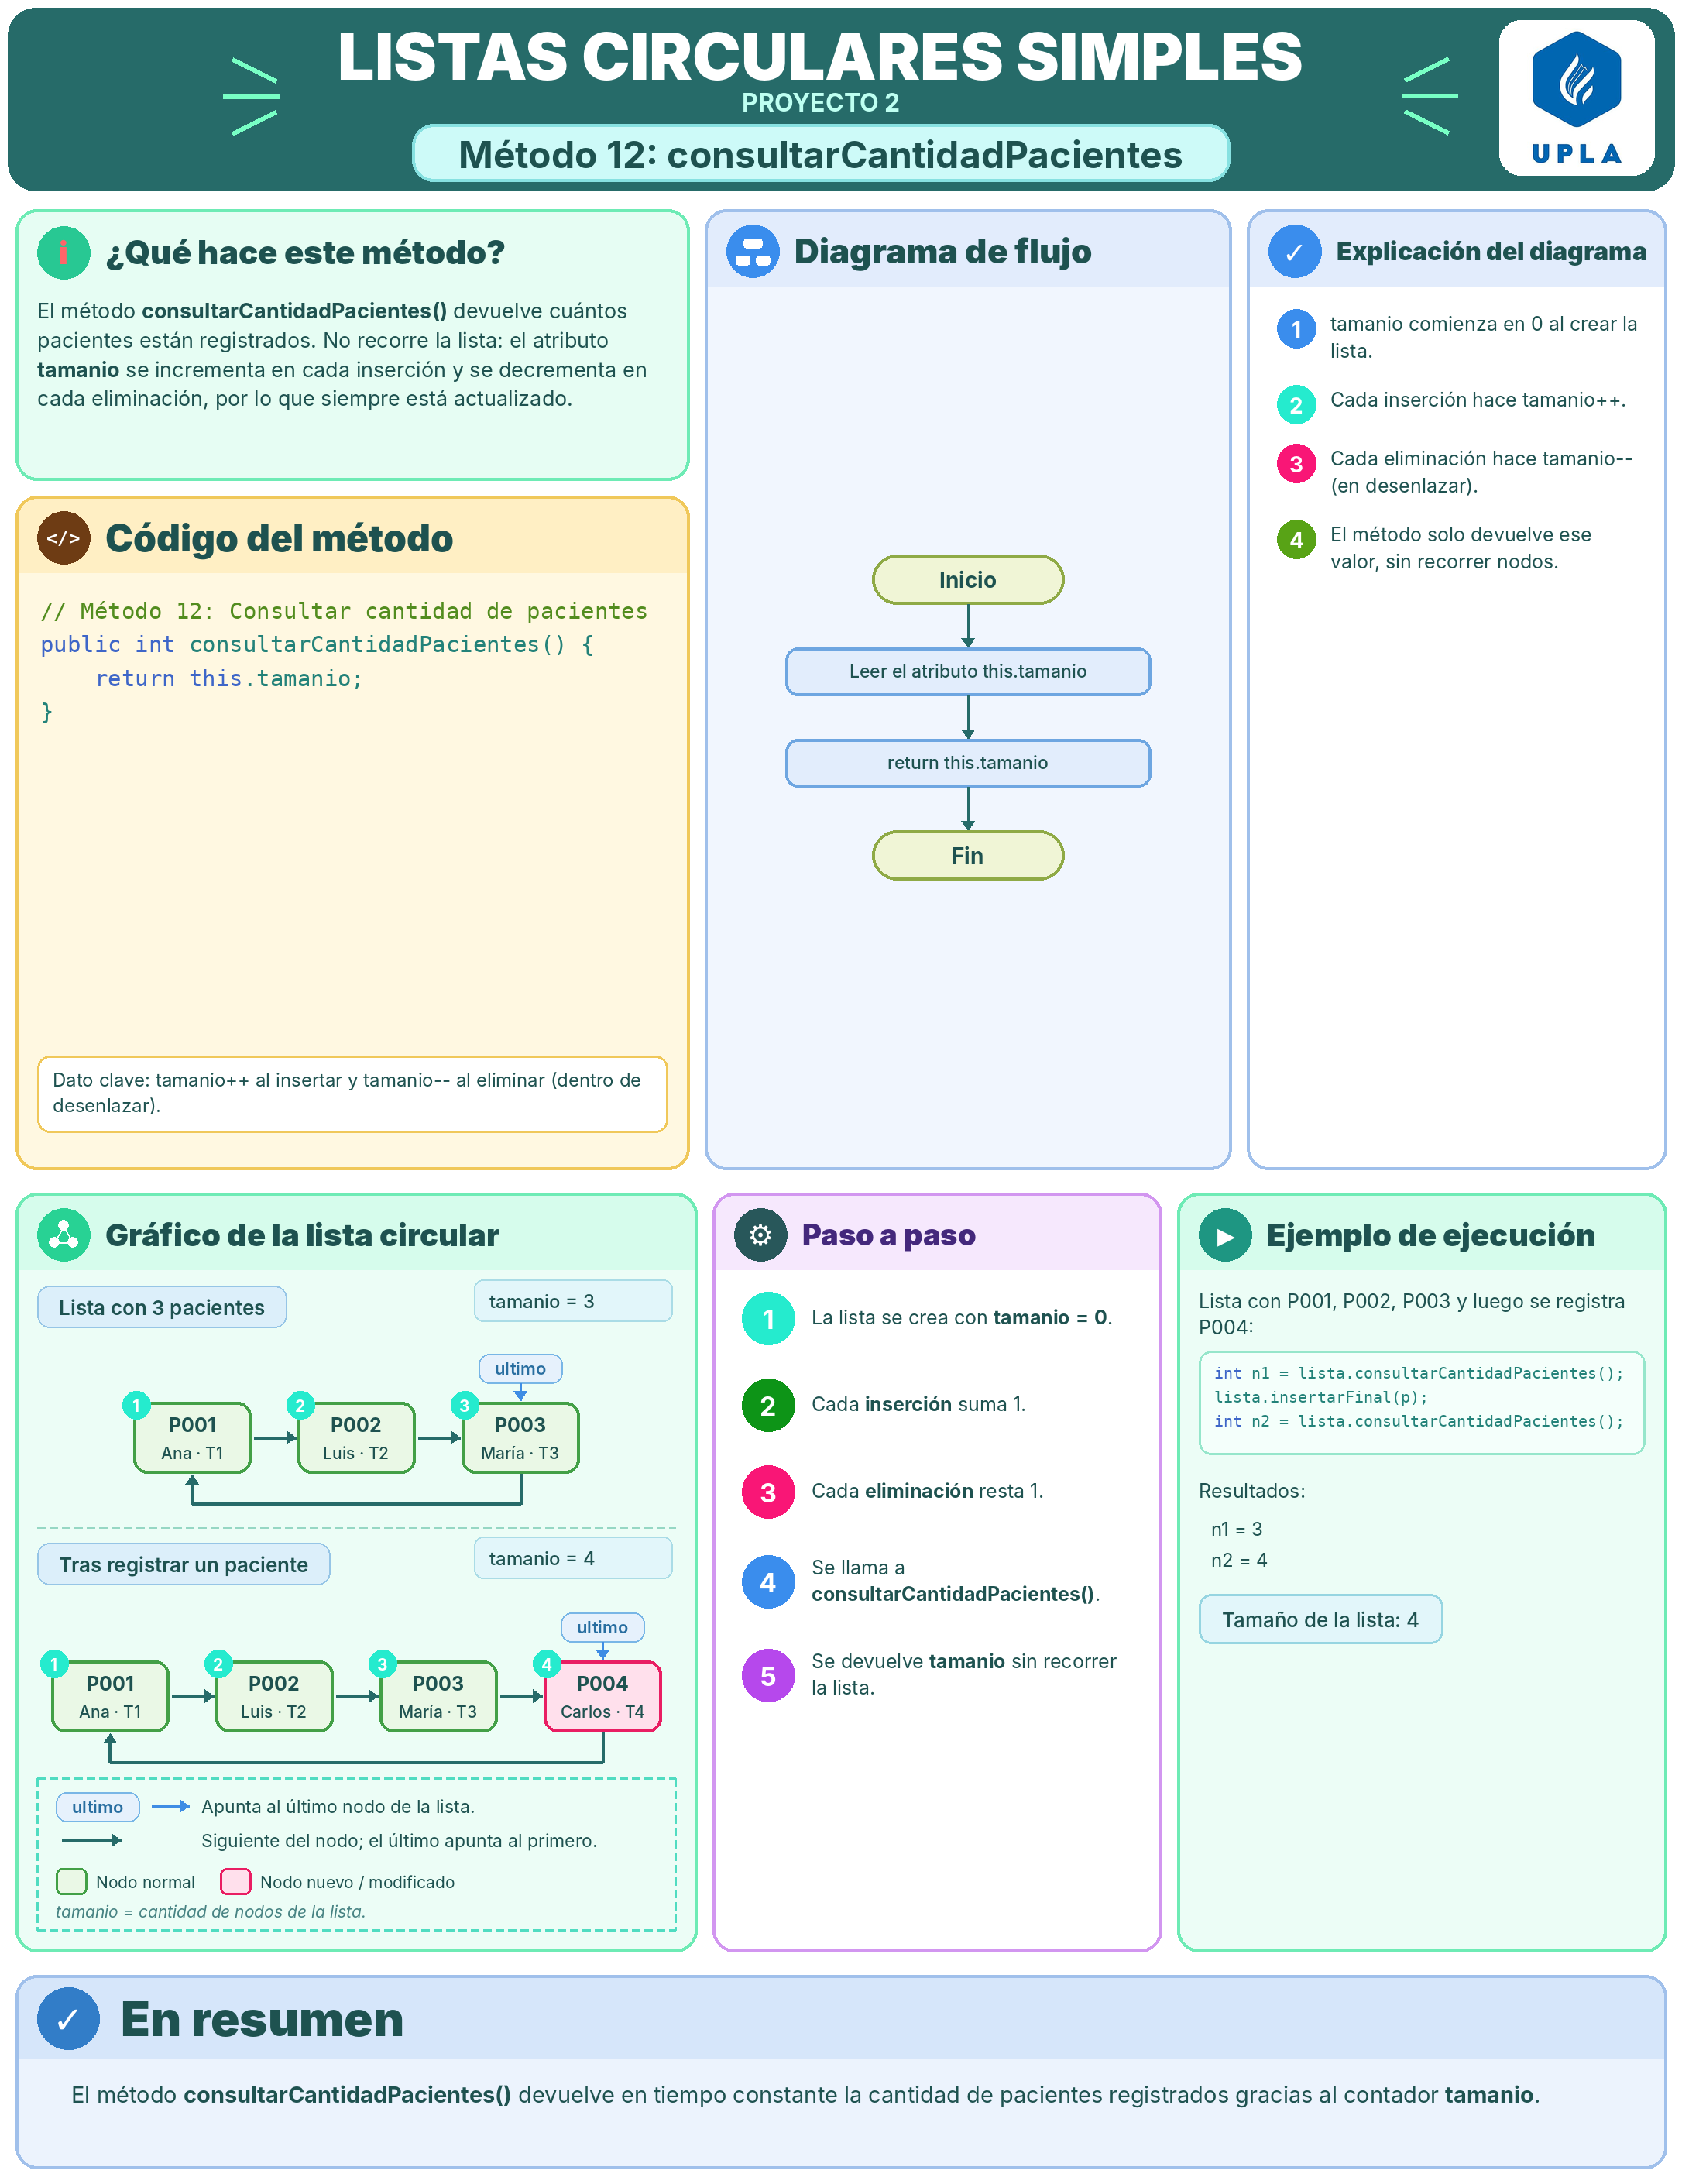 LISTAS CIRCULARES SIMPLES
PROYECTO 2
Método 12: consultarCantidadPacientes
UPLA
i ¿Qué hace este método?
El método consultarCantidadPacientes() devuelve cuántos
pacientes están registrados. No recorre la lista: el atributo
tamanio se incrementa en cada inserción y se decrementa en
cada eliminación, por lo que siempre está actualizado.
</> Código del método
// Método 12: Consultar cantidad de pacientes
public int consultarCantidadPacientes() {
    return this.tamanio;
}
Dato clave: tamanio++ al insertar y tamanio-- al eliminar (dentro de
desenlazar).
Diagrama de flujo
Inicio
Leer el atributo this.tamanio
return this.tamanio
Fin
✓ Explicación del diagrama
1 tamanio comienza en 0 al crear la
lista.
2 Cada inserción hace tamanio++.
3 Cada eliminación hace tamanio--
(en desenlazar).
4 El método solo devuelve ese
valor, sin recorrer nodos.
Gráfico de la lista circular
Lista con 3 pacientes
tamanio = 3
ultimo
1 2 3
P001 P002 P003
Ana · T1 Luis · T2 María · T3
Tras registrar un paciente
tamanio = 4
ultimo
1 2 3 4
P001 P002 P003 P004
Ana · T1 Luis · T2 María · T3 Carlos · T4
ultimo Apunta al último nodo de la lista.
Siguiente del nodo; el último apunta al primero.
Nodo normal Nodo nuevo / modificado
tamanio = cantidad de nodos de la lista.
Paso a paso
1 La lista se crea con tamanio = 0.
2 Cada inserción suma 1.
3 Cada eliminación resta 1.
4 Se llama a
consultarCantidadPacientes().
5 Se devuelve tamanio sin recorrer
la lista.
Ejemplo de ejecución
Lista con P001, P002, P003 y luego se registra
P004:
int n1 = lista.consultarCantidadPacientes();
lista.insertarFinal(p);
int n2 = lista.consultarCantidadPacientes();
Resultados:
n1 = 3
n2 = 4
Tamaño de la lista: 4
✓ En resumen
El método consultarCantidadPacientes() devuelve en tiempo constante la cantidad de pacientes registrados gracias al contador tamanio.